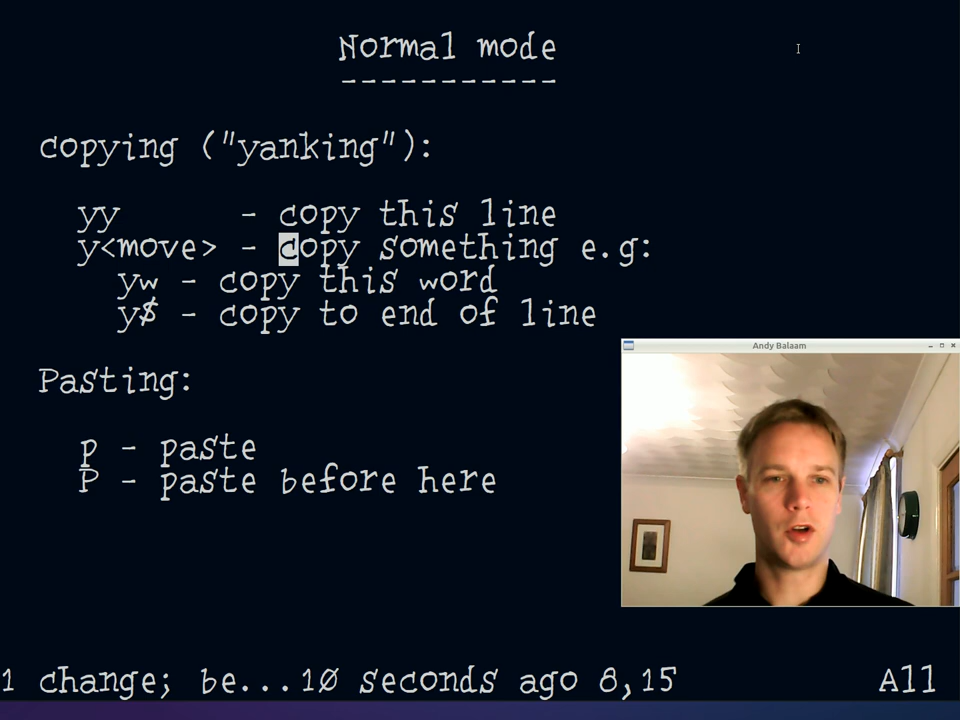 Normal mode
-----------
copying ("yanking"):
yy - copy this line
y<move> - copy something e.g:
yw - copy this word
y$ - copy to end of line
Andy Balaam
Pasting:
p - paste
P - paste before here
1 change; be...10 seconds ago 8,15 All